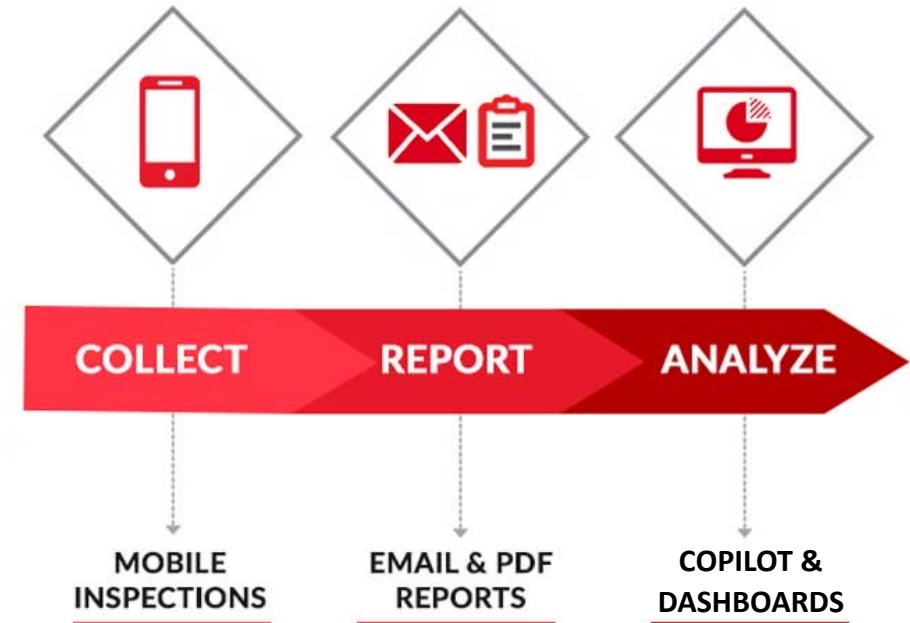 COLLECT
REPORT
ANALYZE
MOBILE
INSPECTIONS
EMAIL & PDF
REPORTS
COPILOT &
DASHBOARDS